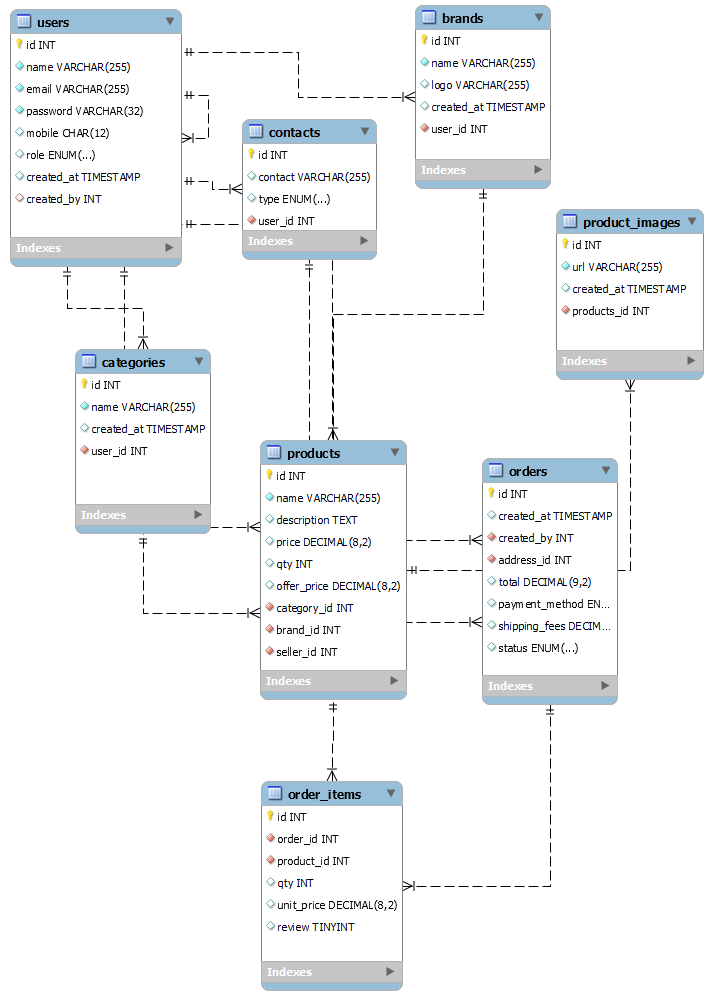 users
id INT
name VARCHAR(255)
email VARCHAR(255)
password VARCHAR(32)
mobile CHAR(12)
role ENUM(...)
created_at TIMESTAMP
created_by INT
Indexes
brands
id INT
name VARCHAR(255)
logo VARCHAR(255)
created_at TIMESTAMP
user_id INT
Indexes
contacts
id INT
contact VARCHAR(255)
type ENUM(...)
user_id INT
Indexes
product_images
id INT
url VARCHAR(255)
created_at TIMESTAMP
products_id INT
Indexes
categories
id INT
name VARCHAR(255)
created_at TIMESTAMP
user_id INT
Indexes
products
id INT
name VARCHAR(255)
description TEXT
price DECIMAL(8,2)
qty INT
offer_price DECIMAL(8,2)
category_id INT
brand_id INT
seller_id INT
Indexes
orders
id INT
created_at TIMESTAMP
created_by INT
address_id INT
total DECIMAL(9,2)
payment_method EN...
shipping_fees DECIM...
status ENUM(...)
Indexes
order_items
id INT
order_id INT
product_id INT
qty INT
unit_price DECIMAL(8,2)
review TINYINT
Indexes